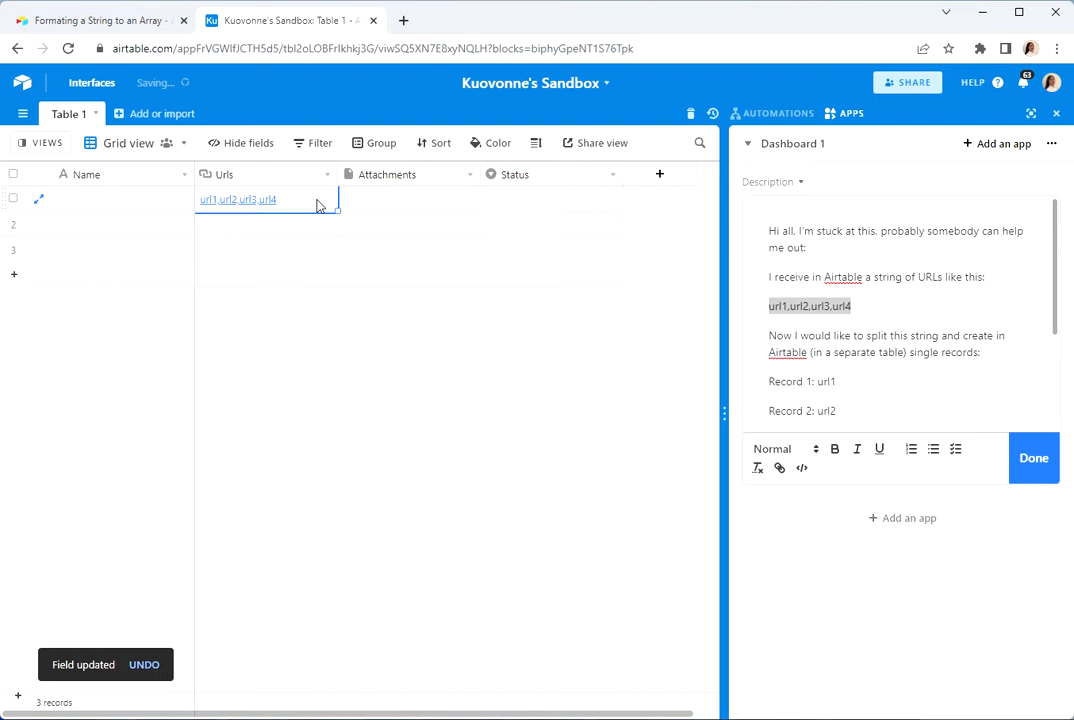 Formating a String to an Array - A
Ku Kuovonne's Sandbox: Table 1 - A
airtable.com/appFrVGWlfJCTH5d5/tbl2oLOBFrIkhkj3G/viwSQ5XN7E8xyNQLH?blocks=biphyGpeNT1S76Tpk
Interfaces
Saving...
Kuovonne's Sandbox
SHARE
HELP
63
Table 1
Add or import
AUTOMATIONS
APPS
VIEWS
Grid view
Hide fields
Filter
Group
Sort
Color
Share view
Dashboard 1
+ Add an app
A Name
Urls
Attachments
Status
Description
url1,url2,url3,url4
2
3
Hi all, I'm stuck at this, probably somebody can help
me out:
I receive in Airtable a string of URLs like this:
url1,url2,url3,url4
Now I would like to split this string and create in
Airtable (in a separate table) single records:
Record 1: url1
Record 2: url2
Normal
B I U
Done
+ Add an app
Field updated UNDO
3 records